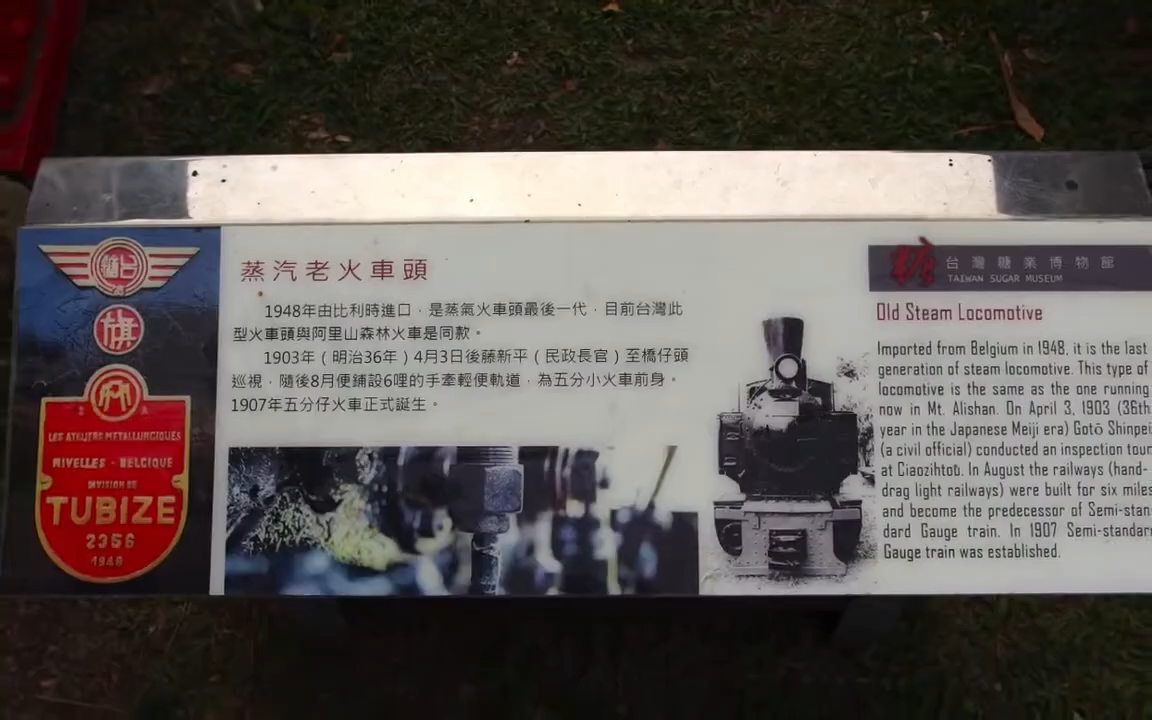 台糖
旗
LES ATELIERS METALLURGIQUES
NIVELLES - BELGIQUE
DIVISION DE
TUBIZE
2356
1948
蒸汽老火車頭
1948年由比利時進口，是蒸氣火車頭最後一代，目前台灣此
型火車頭與阿里山森林火車是同款。
1903年（明治36年）4月3日後藤新平（民政長官）至橋仔頭
巡視，隨後8月便鋪設6哩的手牽輕便軌道，為五分小火車前身。
1907年五分仔火車正式誕生。
糖 台灣糖業博物館
TAIWAN SUGAR MUSEUM
Old Steam Locomotive
Imported from Belgium in 1948, it is the last
generation of steam locomotive. This type of
locomotive is the same as the one running
now in Mt. Alishan. On April 3, 1903 (36th
year in the Japanese Meiji era) Gotō Shinpei
(a civil official) conducted an inspection tour
at Ciaozihtou. In August the railways (hand-
drag light railways) were built for six miles
and become the predecessor of Semi-stan-
dard Gauge train. In 1907 Semi-standard
Gauge train was established.